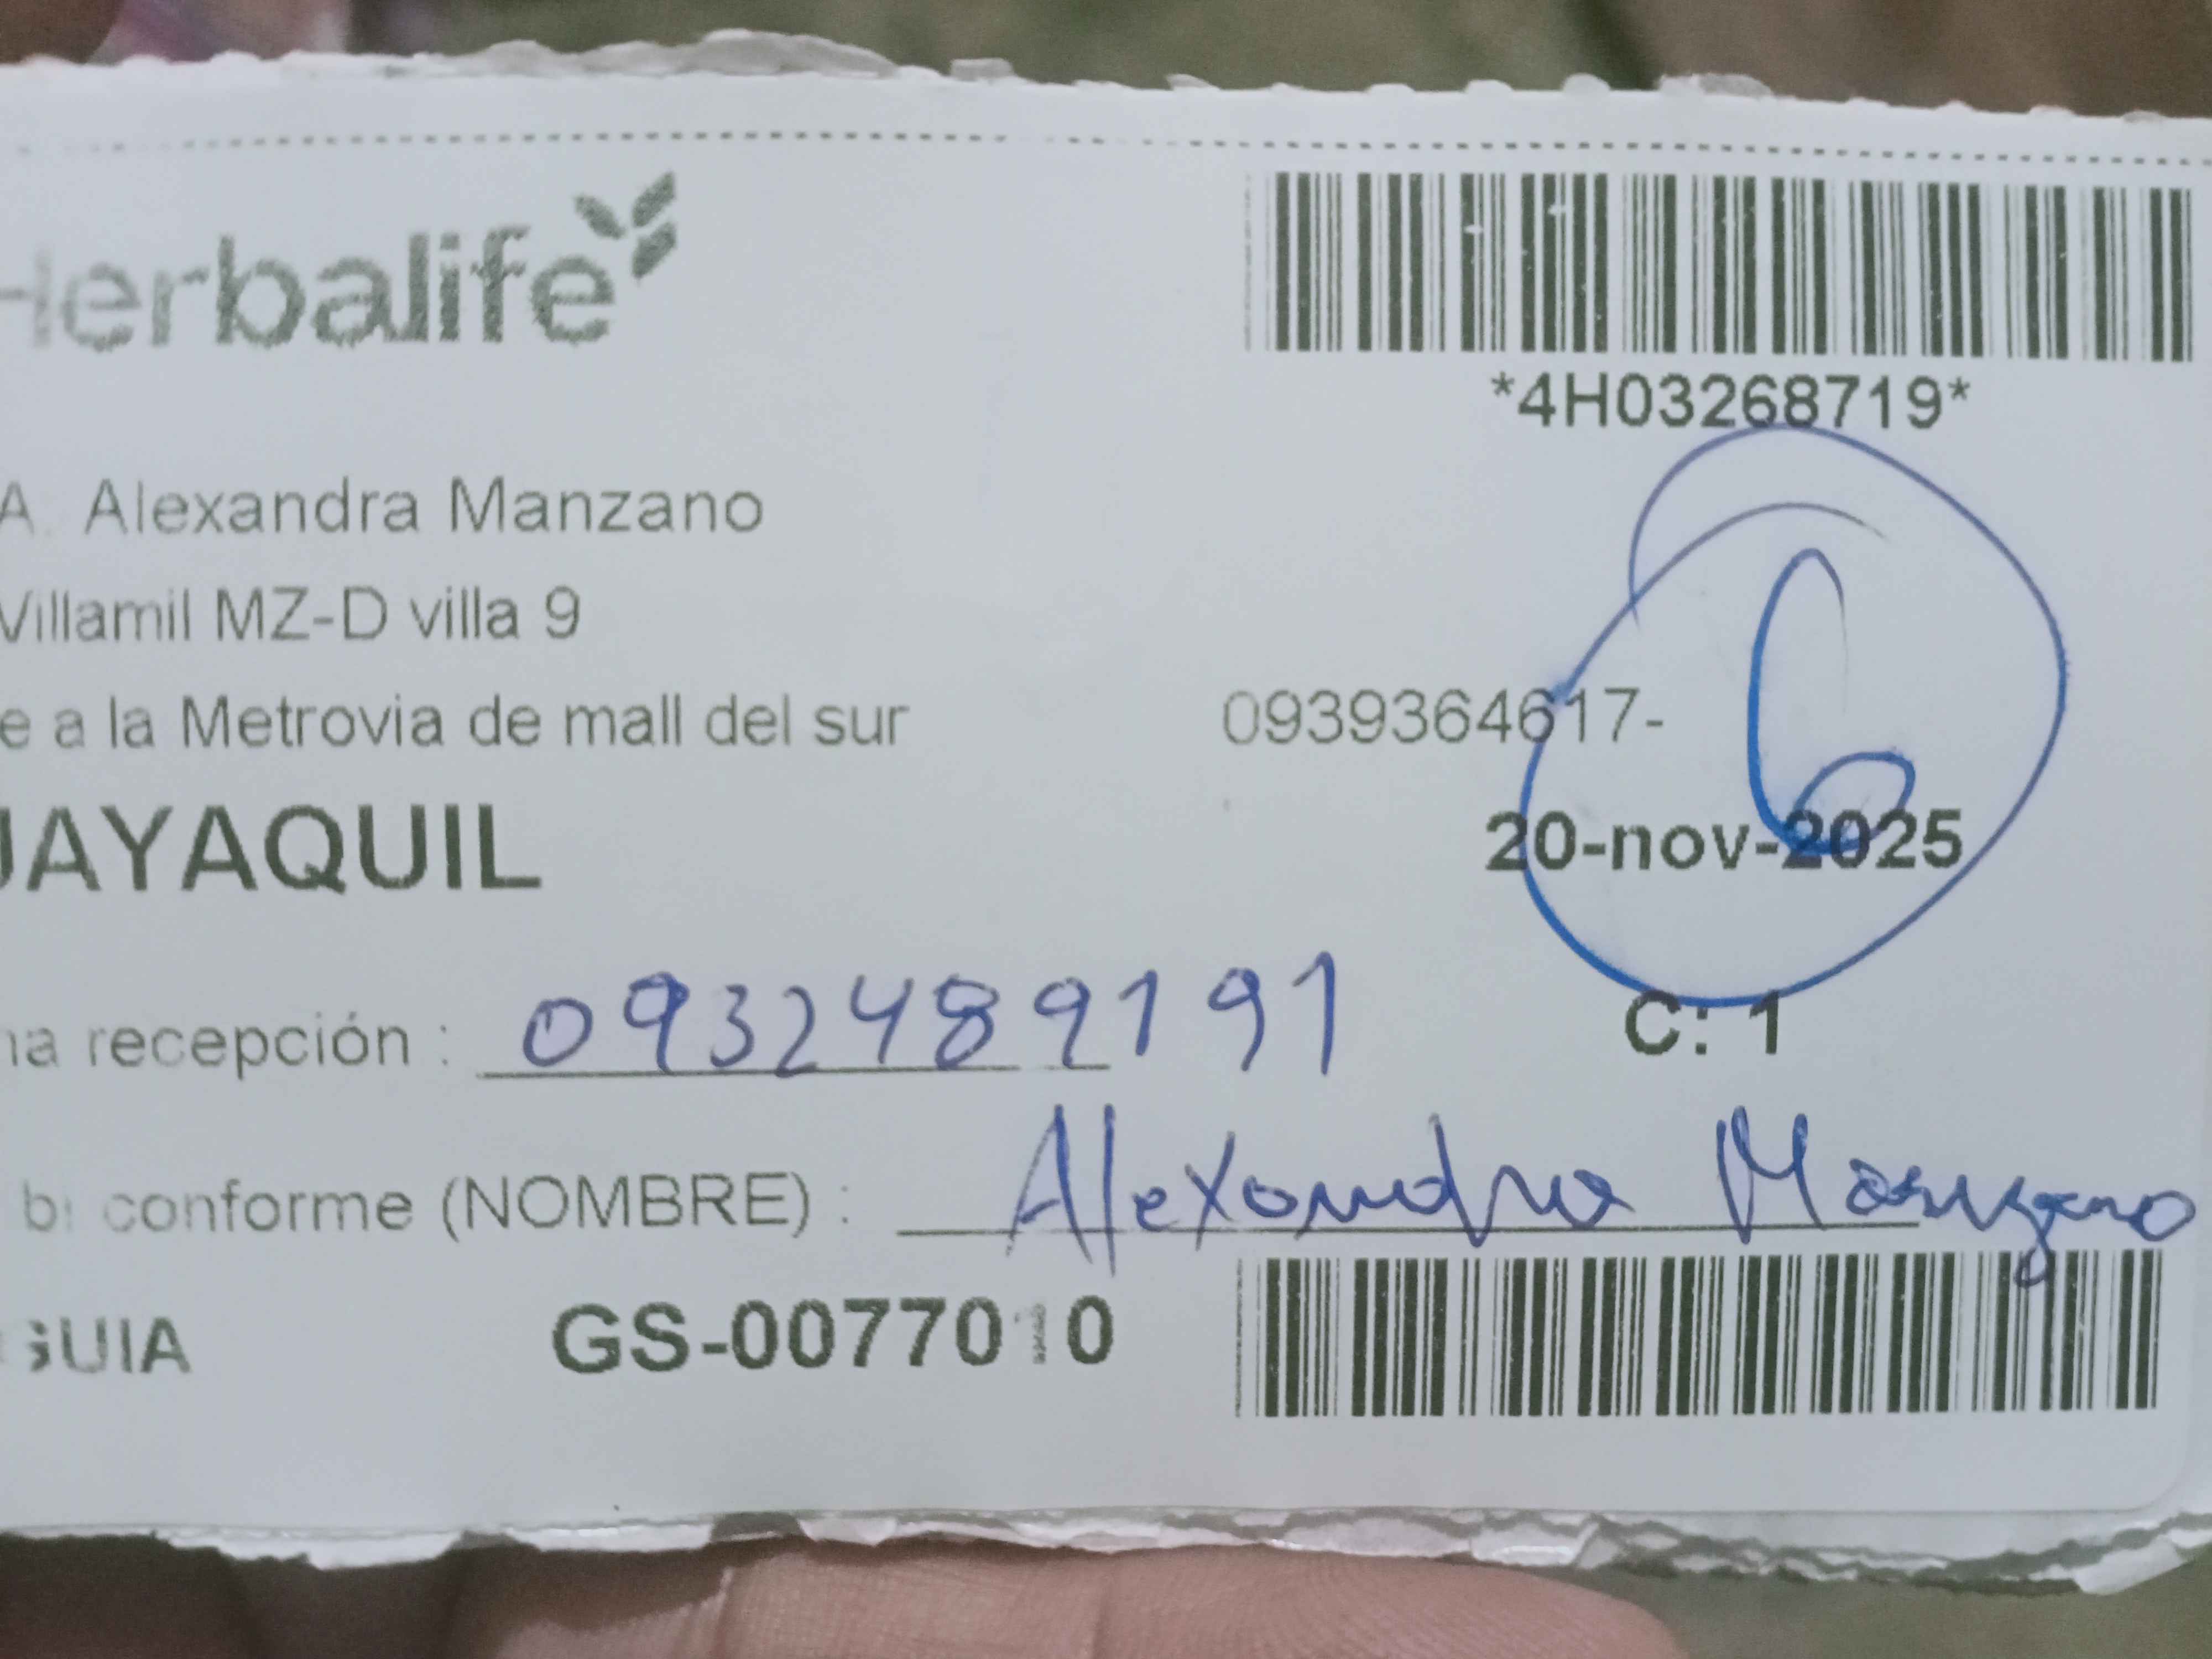 Herbalife
*4H03268719*
A. Alexandra Manzano
Villamil MZ-D villa 9
e a la Metrovia de mall del sur 0939364617-
6
UAYAQUIL
20-nov-2025
na recepción : 0932489191
C: 1
conforme (NOMBRE) : Alexandra Manzano
GUIA GS-0077010